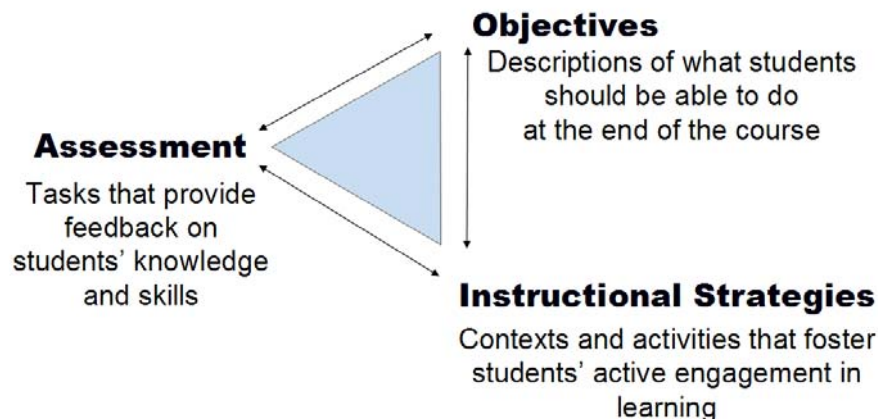 Objectives
Descriptions of what students
should be able to do
at the end of the course
Assessment
Tasks that provide
feedback on
students’ knowledge
and skills
Instructional Strategies
Contexts and activities that foster
students’ active engagement in
learning